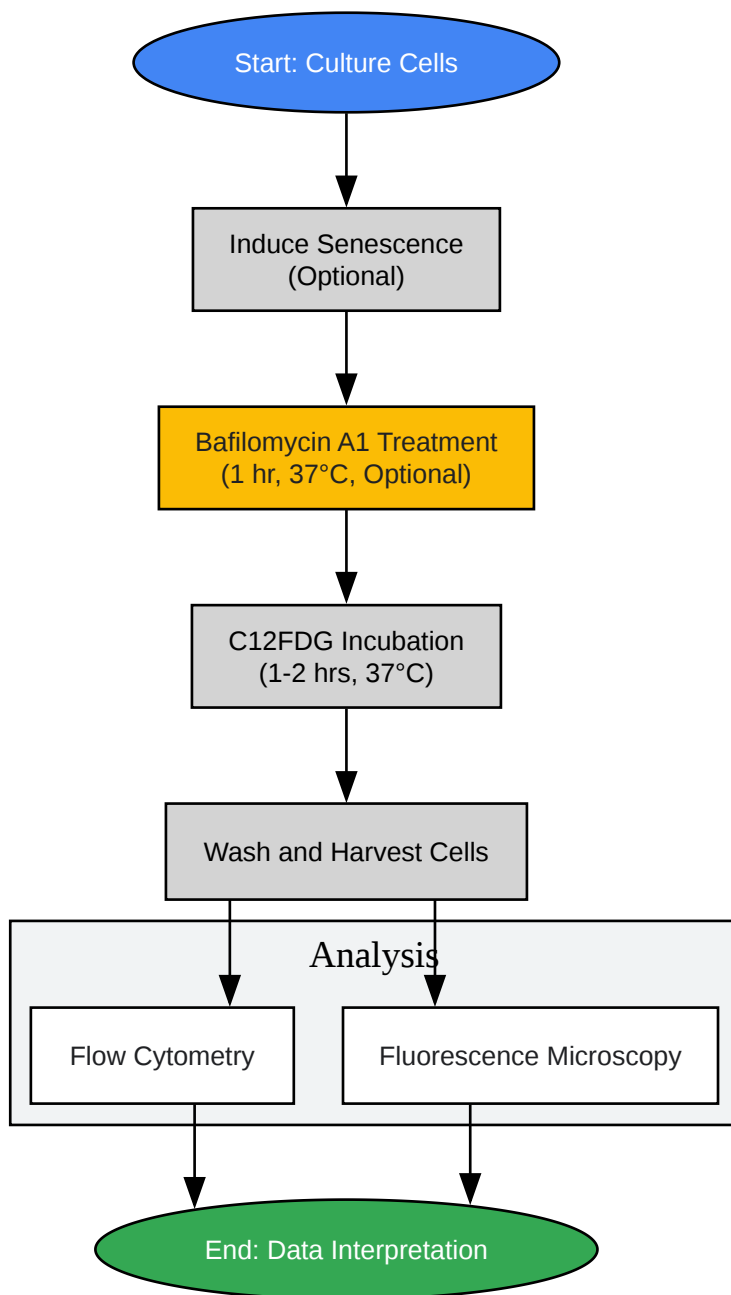 Start: Culture Cells
Induce Senescence
(Optional)
Bafilomycin A1 Treatment
(1 hr, 37°C, Optional)
C12FDG Incubation
(1-2 hrs, 37°C)
Wash and Harvest Cells
Analysis
Flow Cytometry
Fluorescence Microscopy
End: Data Interpretation